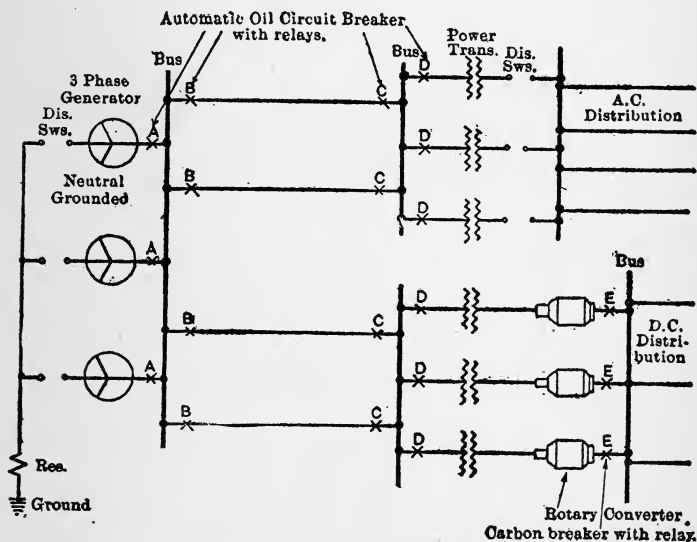 Automatic Oil Circuit Breaker
with relays.
Power
Trans.
Dis.
Sws.
Bus
Bus
3 Phase
Generator
Dis.
Sws.
A
B
C
D
A.C.
Distribution
Neutral
Grounded
B
C
D
D
A
Bus
B
C
D
E
D.C.
Distri-
bution
A
D
E
B
C
D
E
Res.
Ground
Rotary Converter
Carbon breaker with relay